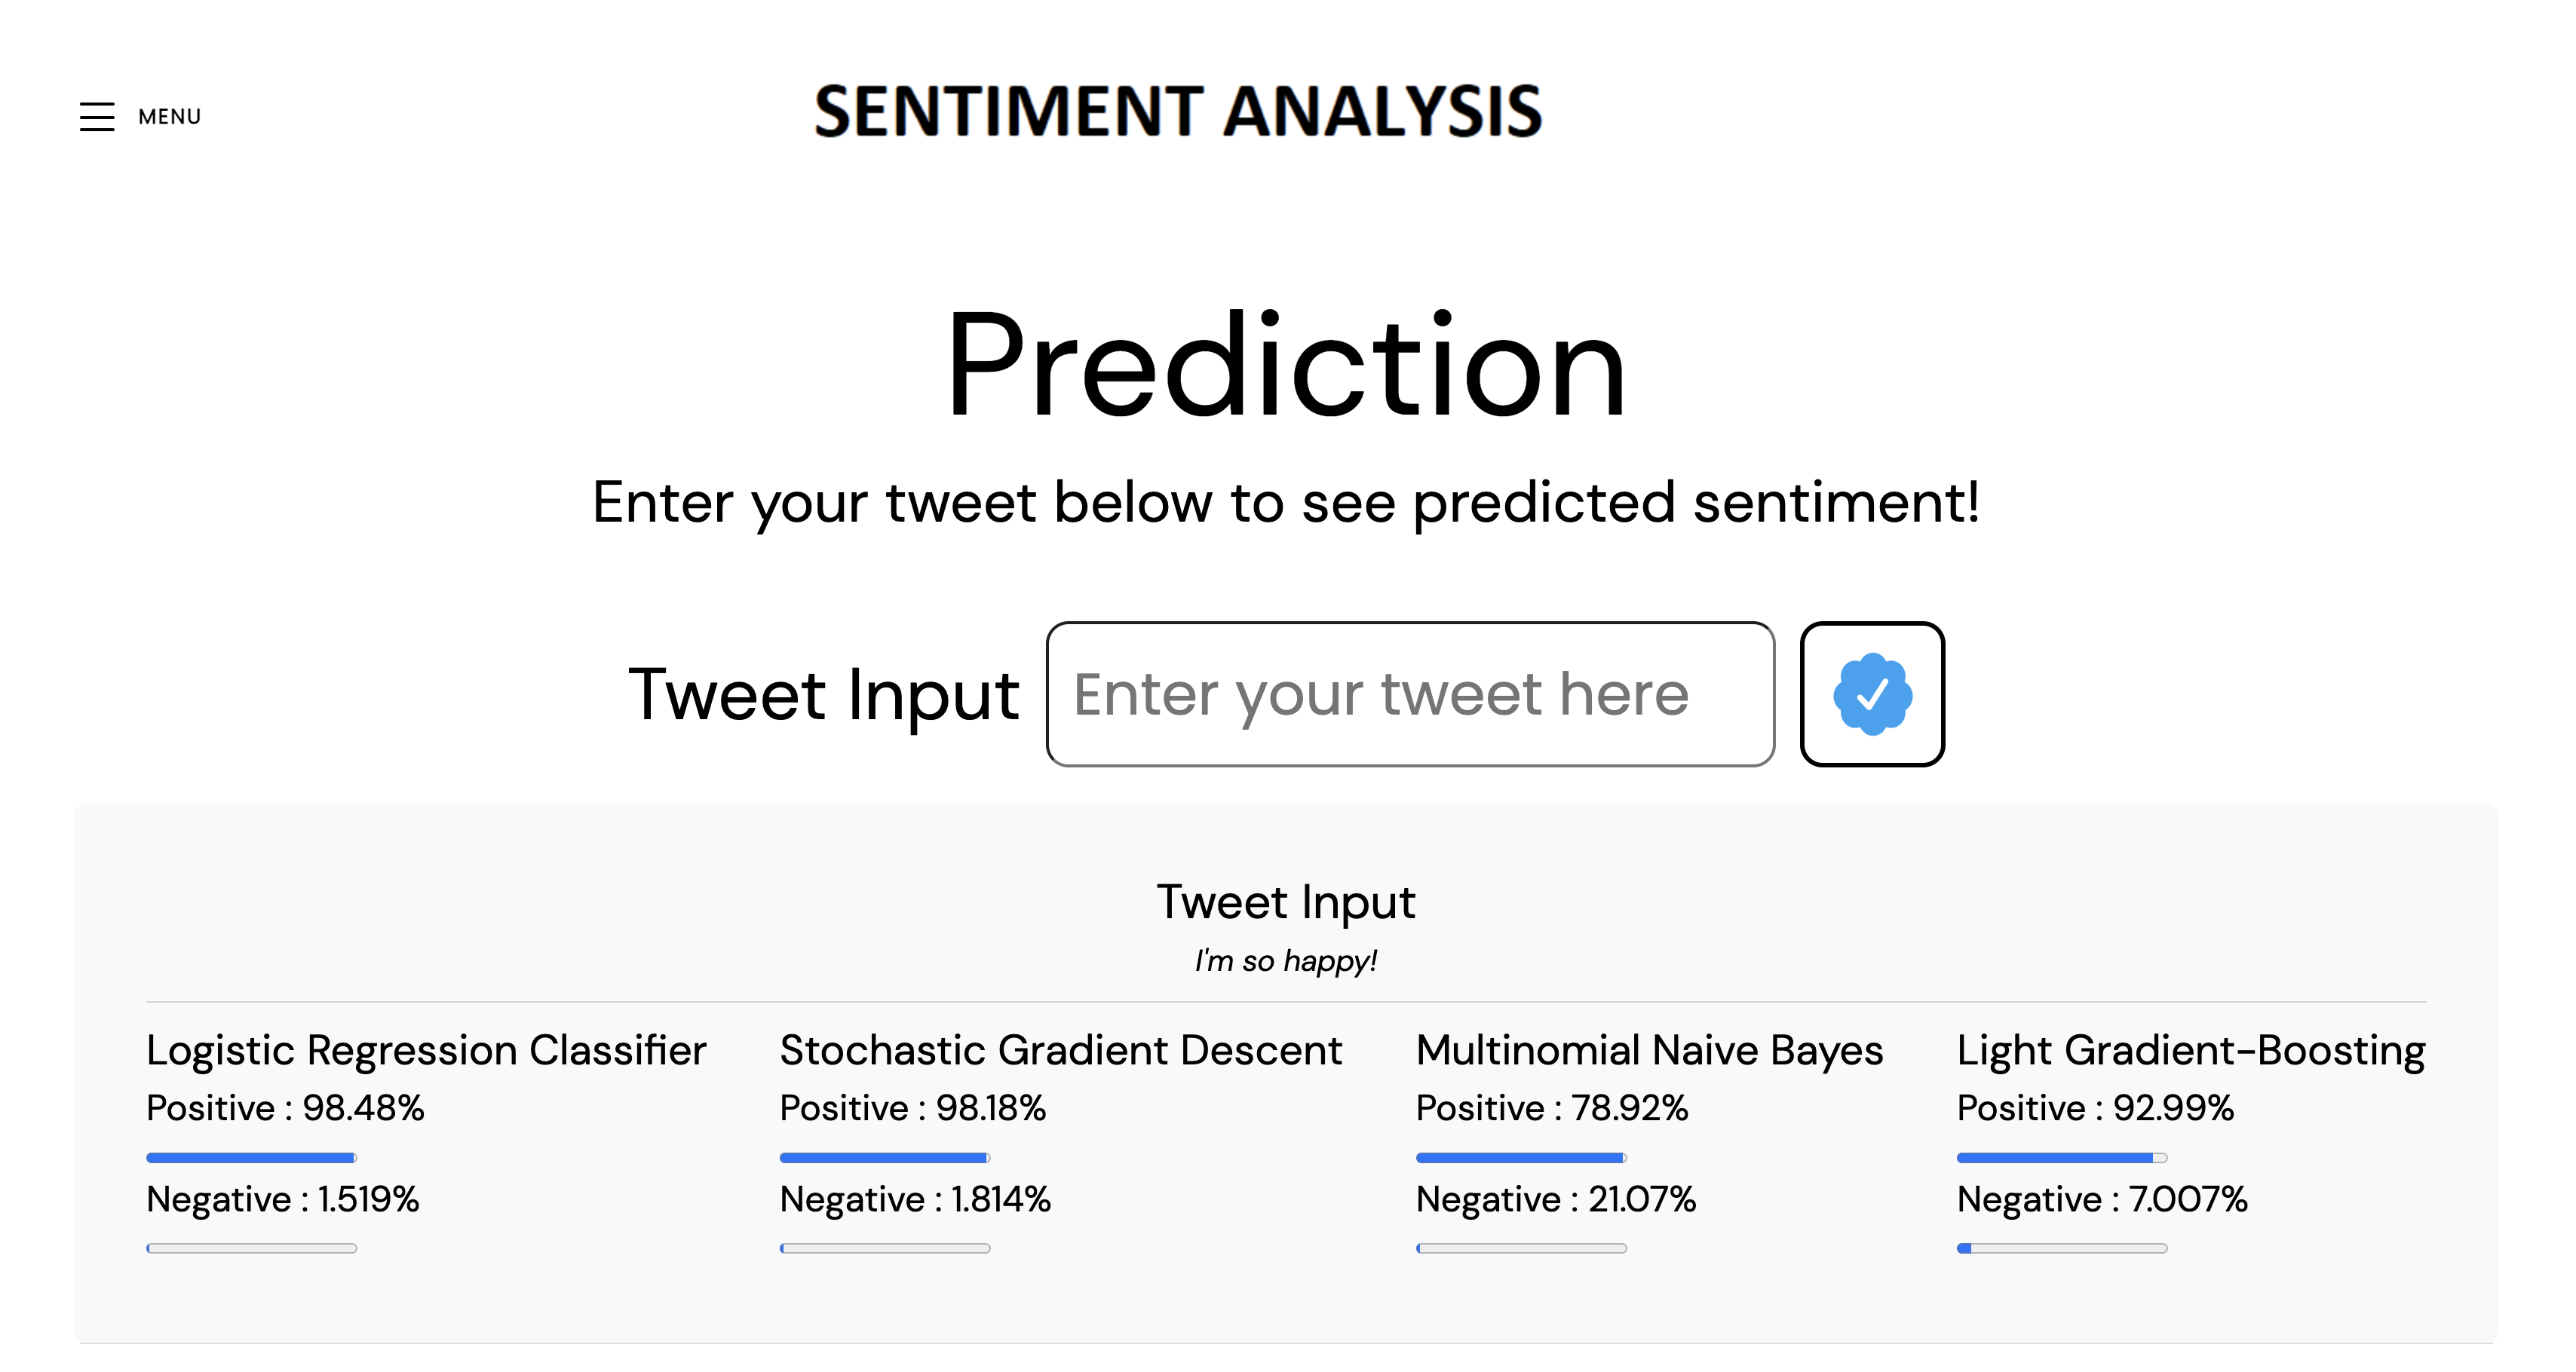 MENU
SENTIMENT ANALYSIS
Prediction
Enter your tweet below to see predicted sentiment!
Tweet Input
Enter your tweet here
Tweet Input
I'm so happy!
Logistic Regression Classifier
Positive : 98.48%
Negative : 1.519%
Stochastic Gradient Descent
Positive : 98.18%
Negative : 1.814%
Multinomial Naive Bayes
Positive : 78.92%
Negative : 21.07%
Light Gradient-Boosting
Positive : 92.99%
Negative : 7.007%